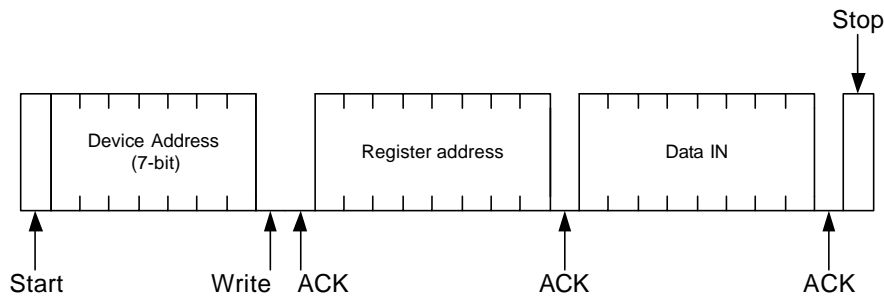 Stop
Device Address
(7-bit)
Register address
Data IN
Start
Write
ACK
ACK
ACK